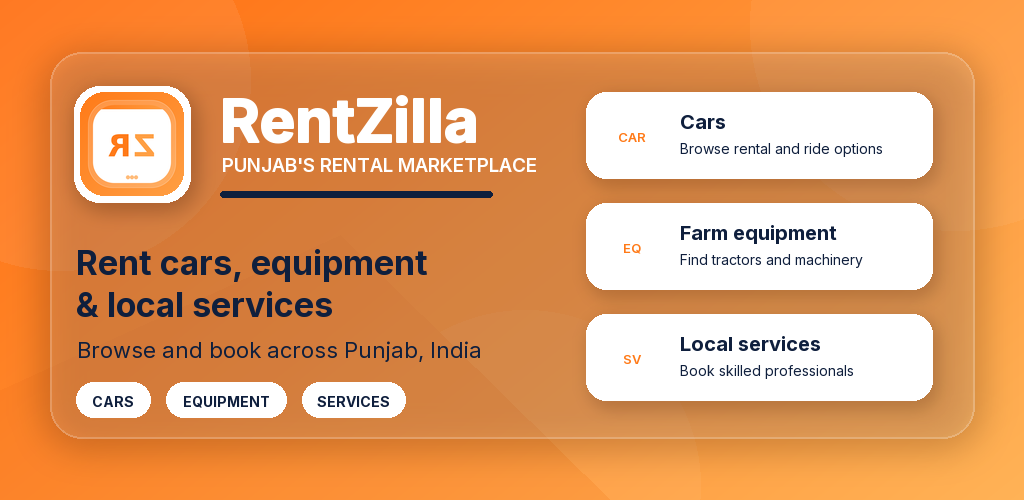 RZ
RentZilla
PUNJAB'S RENTAL MARKETPLACE
Rent cars, equipment
& local services
Browse and book across Punjab, India
CARS
EQUIPMENT
SERVICES
CAR
Cars
Browse rental and ride options
EQ
Farm equipment
Find tractors and machinery
SV
Local services
Book skilled professionals